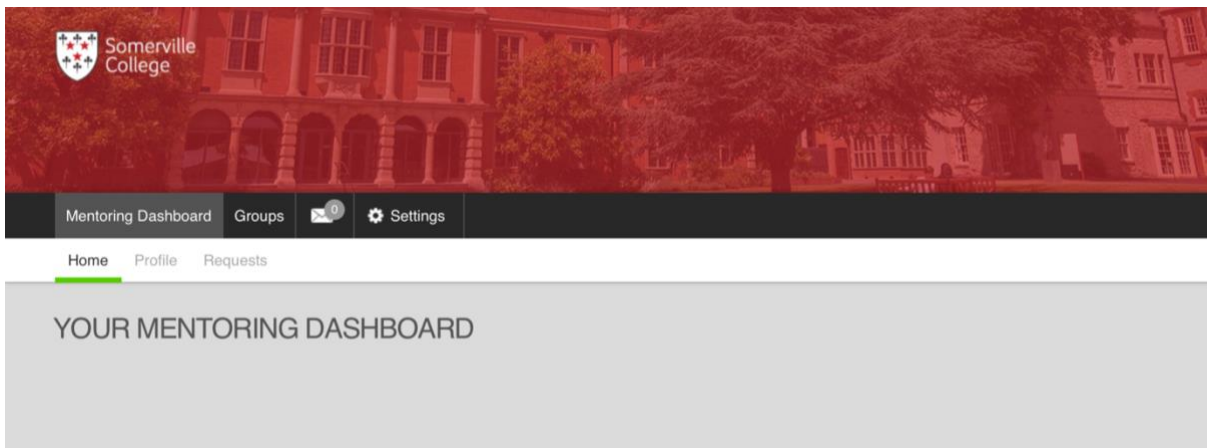 Somerville
College
Mentoring Dashboard Groups 0 Settings
Home Profile Requests
YOUR MENTORING DASHBOARD